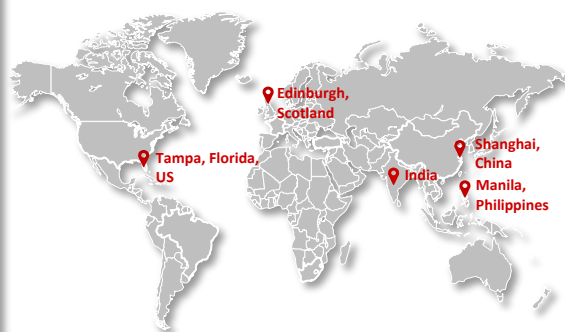 Edinburgh,
Scotland
Tampa, Florida,
US
Shanghai,
China
India
Manila,
Philippines